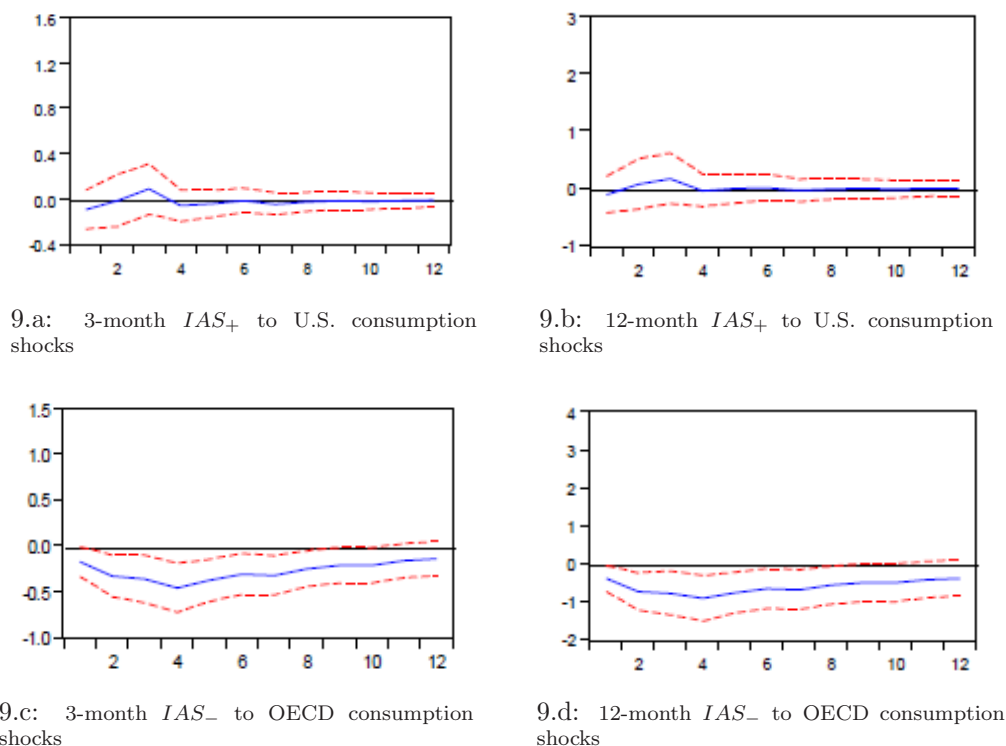 1.6
1.2
0.8
0.4
0.0
-0.4
2 4 6 8 10 12
3
2
1
0
-1
2 4 6 8 10 12
9.a: 3-month IAS+ to U.S. consumption
shocks
9.b: 12-month IAS+ to U.S. consumption
shocks
1.5
1.0
0.5
0.0
-0.5
-1.0
2 4 6 8 10 12
4
3
2
1
0
-1
-2
2 4 6 8 10 12
9.c: 3-month IAS− to OECD consumption
shocks
9.d: 12-month IAS− to OECD consumption
shocks